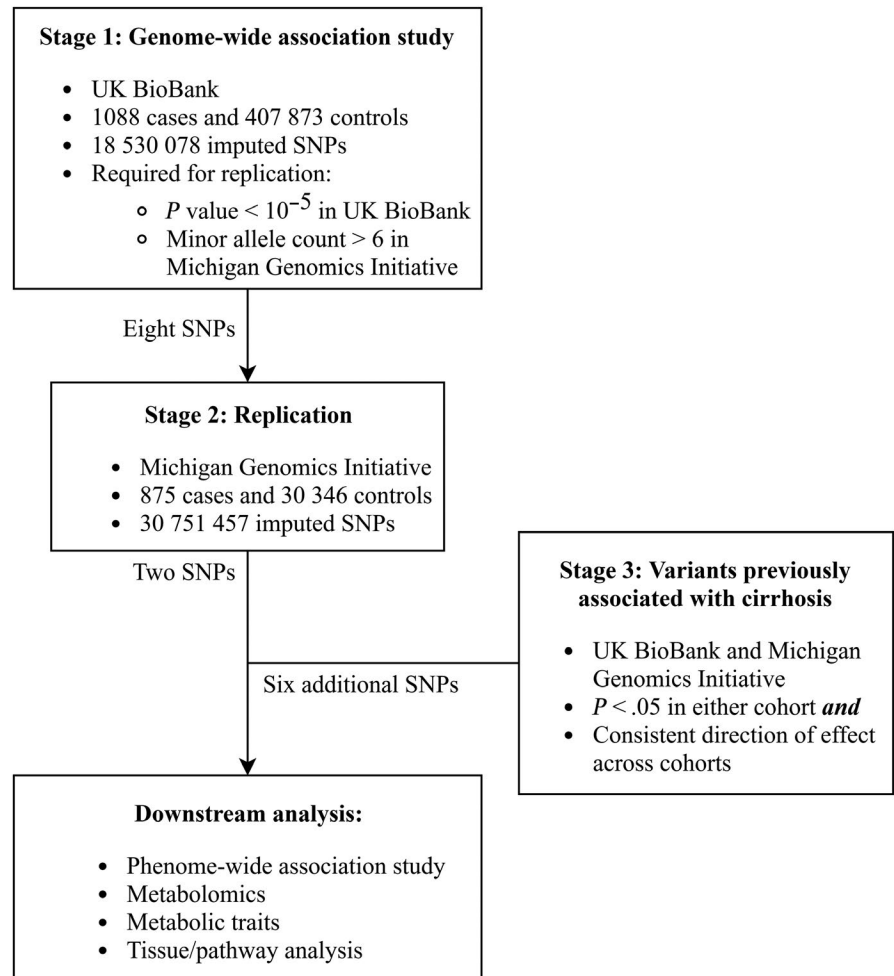 Stage 1: Genome-wide association study
• UK BioBank
• 1088 cases and 407 873 controls
• 18 530 078 imputed SNPs
• Required for replication:
∘ P value < 10⁻⁵ in UK BioBank
∘ Minor allele count > 6 in
Michigan Genomics Initiative
Eight SNPs
Stage 2: Replication
• Michigan Genomics Initiative
• 875 cases and 30 346 controls
• 30 751 457 imputed SNPs
Two SNPs
Stage 3: Variants previously
associated with cirrhosis
• UK BioBank and Michigan
Genomics Initiative
• P < .05 in either cohort and
• Consistent direction of effect
across cohorts
Six additional SNPs
Downstream analysis:
• Phenome-wide association study
• Metabolomics
• Metabolic traits
• Tissue/pathway analysis